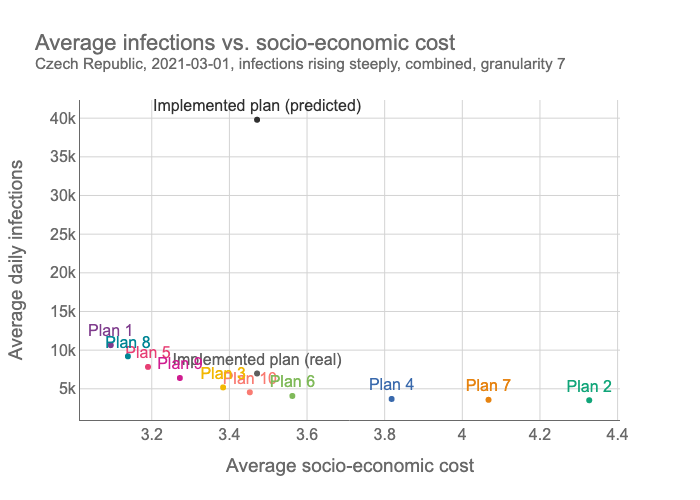 Average infections vs. socio-economic cost
Czech Republic, 2021-03-01, infections rising steeply, combined, granularity 7
Implemented plan (predicted)
40k
35k
30k
25k
20k
15k
10k
5k
Average daily infections
Plan 1
Plan 8
Plan 5
Plan 9
Implemented plan (real)
Plan 3
Plan 10
Plan 6
Plan 4
Plan 7
Plan 2
3.2
3.4
3.6
3.8
4
4.2
4.4
Average socio-economic cost